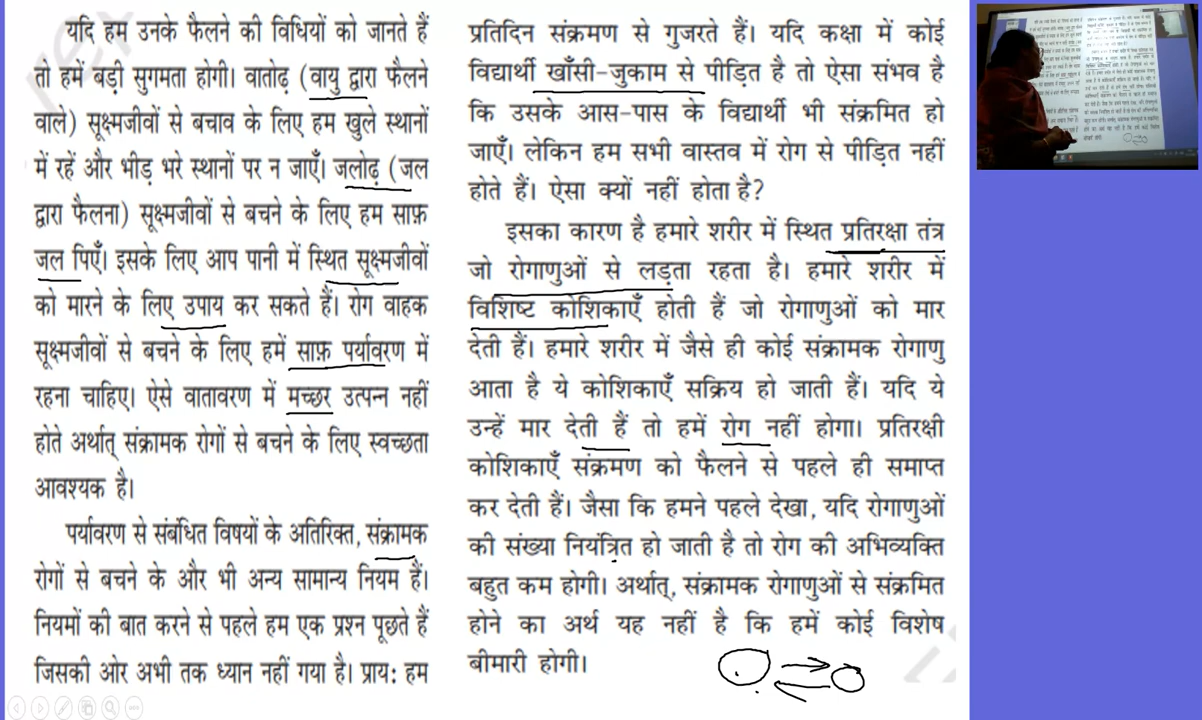 यदि हम उनके फैलने की विधियों को जानते हैं
तो हमें बड़ी सुगमता होगी। वातोढ़ (वायु द्वारा फैलन
वाले) सूक्ष्मजीवों से बचाव के लिए हम खुले स्थानों
में रहें और भीड़ भरे स्थानों पर न जाएँ। जलोढ़ (जल
द्वारा फैलना) सूक्ष्मजीवों से बचने के लिए हम साफ़
जल पिएँ। इसके लिए आप पानी में स्थित सूक्ष्मजीवों
को मारने के लिए उपाय कर सकते हैं। रोग वाहक
सूक्ष्मजीवों से बचने के लिए हमें साफ़ पर्यावरण में
रहना चाहिए। ऐसे वातावरण में मच्छर उत्पन्न नहीं
होते अर्थात् संक्रामक रोगों से बचने के लिए स्वच्छता
आवश्यक है।
पर्यावरण से संबंधित विषयों के अतिरिक्त, संक्रामक
रोगों से बचने के और भी अन्य सामान्य नियम हैं।
नियमों की बात करने से पहले हम एक प्रश्न पूछते हैं
जिसकी ओर अभी तक ध्यान नहीं गया है। प्रायः हम
प्रतिदिन संक्रमण से गुजरते हैं। यदि कक्षा में कोई
विद्यार्थी खाँसी-जुकाम से पीड़ित है तो ऐसा संभव है
कि उसके आस-पास के विद्यार्थी भी संक्रमित हो
जाएँ। लेकिन हम सभी वास्तव में रोग से पीड़ित नहीं
होते हैं। ऐसा क्यों नहीं होता है?
इसका कारण है हमारे शरीर में स्थित प्रतिरक्षा तंत्र
जो रोगाणुओं से लड़ता रहता है। हमारे शरीर में
विशिष्ट कोशिकाएँ होती हैं जो रोगाणुओं को मार
देती हैं। हमारे शरीर में जैसे ही कोई संक्रामक रोगाणु
आता है ये कोशिकाएँ सक्रिय हो जाती हैं। यदि ये
उन्हें मार देती हैं तो हमें रोग नहीं होगा। प्रतिरक्षी
कोशिकाएँ संक्रमण को फैलने से पहले ही समाप्त
कर देती हैं। जैसा कि हमने पहले देखा, यदि रोगाणुओं
की संख्या नियंत्रित हो जाती है तो रोग की अभिव्यक्ति
बहुत कम होगी। अर्थात्, संक्रामक रोगाणुओं से संक्रमित
होने का अर्थ यह नहीं है कि हमें कोई विशेष
बीमारी होगी।